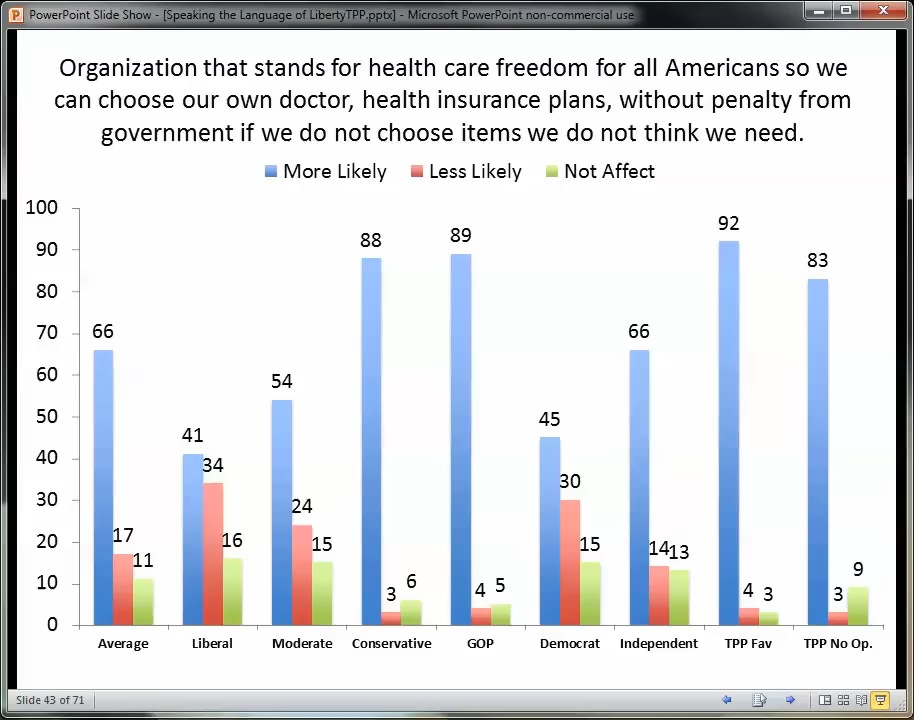 PowerPoint Slide Show - [Speaking the Language of LibertyTPP.pptx] - Microsoft PowerPoint non-commercial use
Organization that stands for health care freedom for all Americans so we
can choose our own doctor, health insurance plans, without penalty from
government if we do not choose items we do not think we need.
More Likely Less Likely Not Affect
100
90
80
70
60
50
40
30
20
10
0
66 17 11
41 34 16
54 24 15
88 3 6
89 4 5
45 30 15
66 14 13
92 4 3
83 3 9
Average Liberal Moderate Conservative GOP Democrat Independent TPP Fav TPP No Op.
Slide 43 of 71